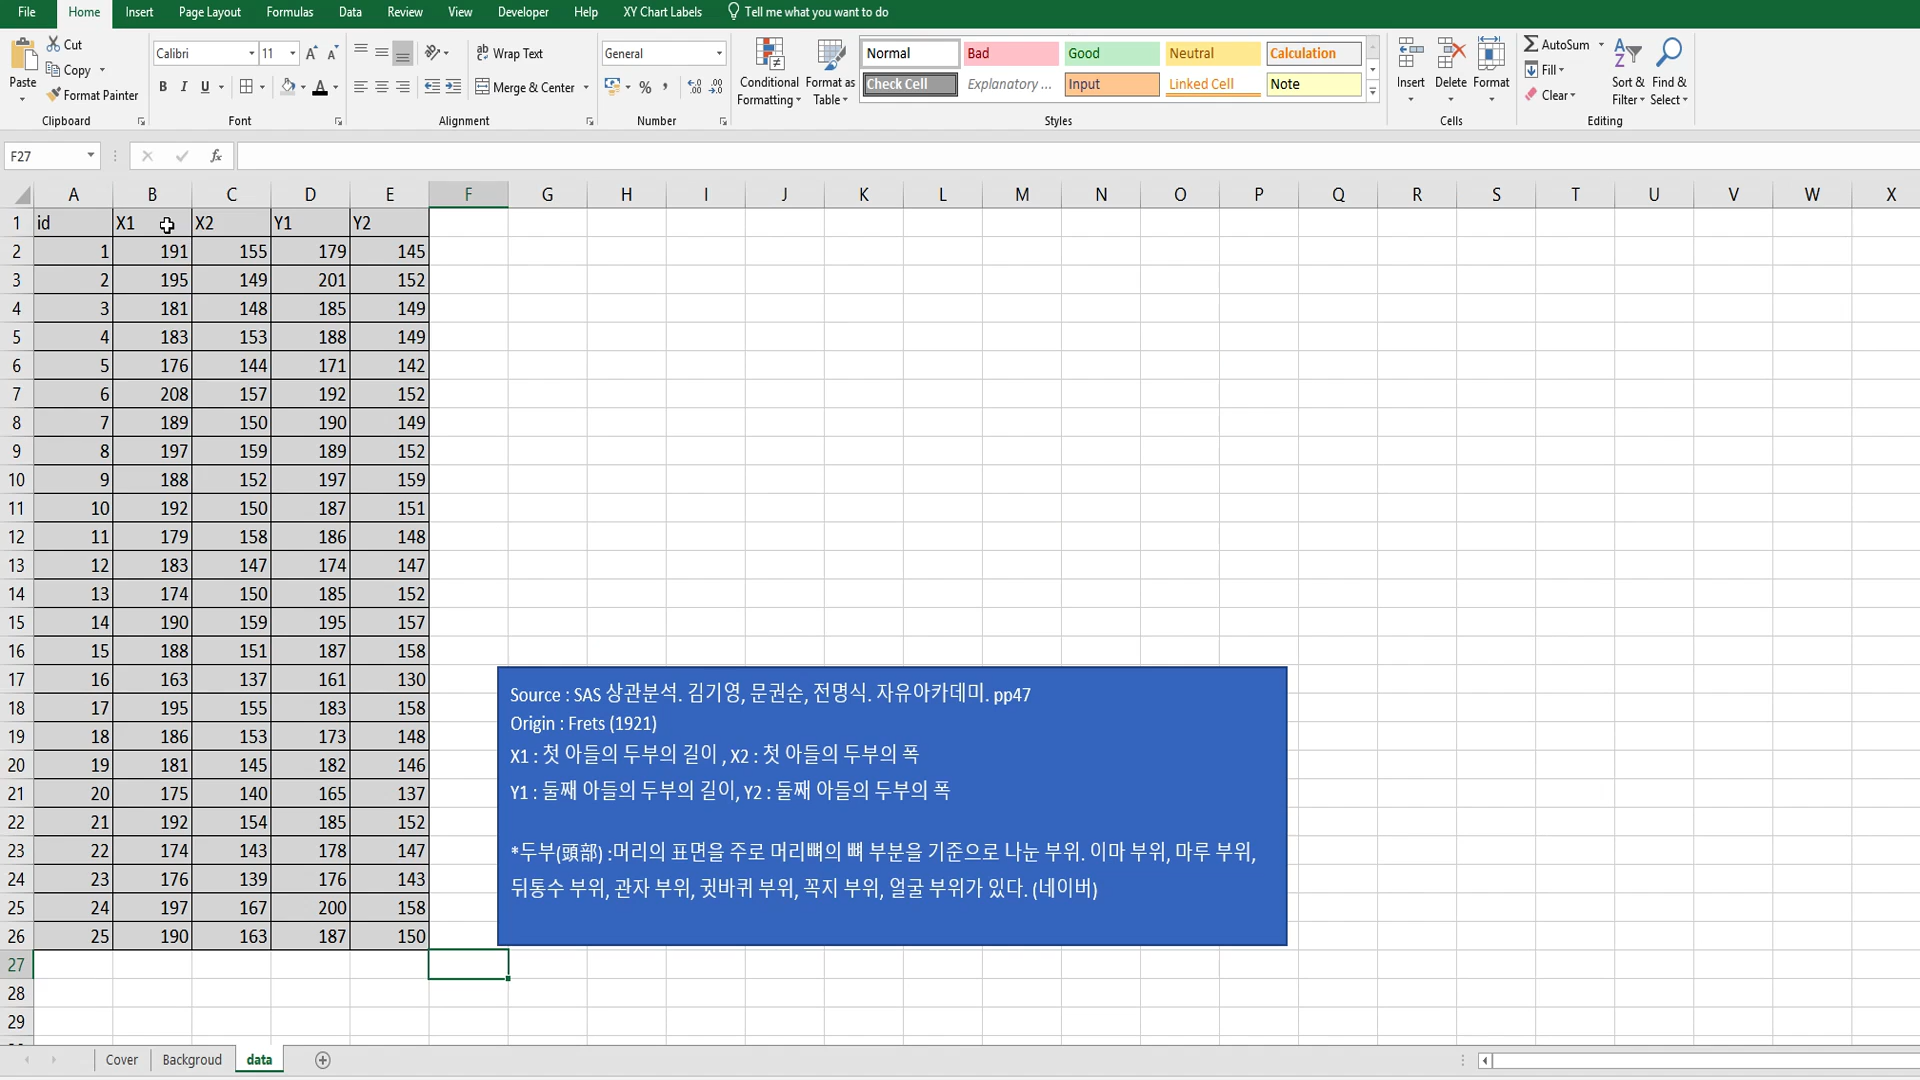 File Home Insert Page Layout Formulas Data Review View Developer Help XY Chart Labels Tell me what you want to do
Cut
Copy
Format Painter
Paste
Clipboard
Calibri 11
B I U
Font
Wrap Text
Merge & Center
Alignment
General
Number
Conditional Formatting
Format as Table
Normal Bad Good Neutral Calculation
Check Cell Explanatory ... Input Linked Cell Note
Styles
Insert Delete Format
Cells
AutoSum
Fill
Clear
Sort & Filter
Find & Select
Editing
F27 fx
A B C D E F G H I J K L M N O P Q R S T U V W X
1 id X1 X2 Y1 Y2
2 1 191 155 179 145
3 2 195 149 201 152
4 3 181 148 185 149
5 4 183 153 188 149
6 5 176 144 171 142
7 6 208 157 192 152
8 7 189 150 190 149
9 8 197 159 189 152
10 9 188 152 197 159
11 10 192 150 187 151
12 11 179 158 186 148
13 12 183 147 174 147
14 13 174 150 185 152
15 14 190 159 195 157
16 15 188 151 187 158
17 16 163 137 161 130
18 17 195 155 183 158
19 18 186 153 173 148
20 19 181 145 182 146
21 20 175 140 165 137
22 21 192 154 185 152
23 22 174 143 178 147
24 23 176 139 176 143
25 24 197 167 200 158
26 25 190 163 187 150
27
28
29
Source : SAS 상관분석. 김기영, 문권순, 전명식. 자유아카데미. pp47
Origin : Frets (1921)
X1 : 첫 아들의 두부의 길이 , X2 : 첫 아들의 두부의 폭
Y1 : 둘째 아들의 두부의 길이, Y2 : 둘째 아들의 두부의 폭
*두부(頭部) :머리의 표면을 주로 머리뼈의 뼈 부분을 기준으로 나눈 부위. 이마 부위, 마루 부위,
뒤통수 부위, 관자 부위, 귓바퀴 부위, 꼭지 부위, 얼굴 부위가 있다. (네이버)
Cover Backgroud data